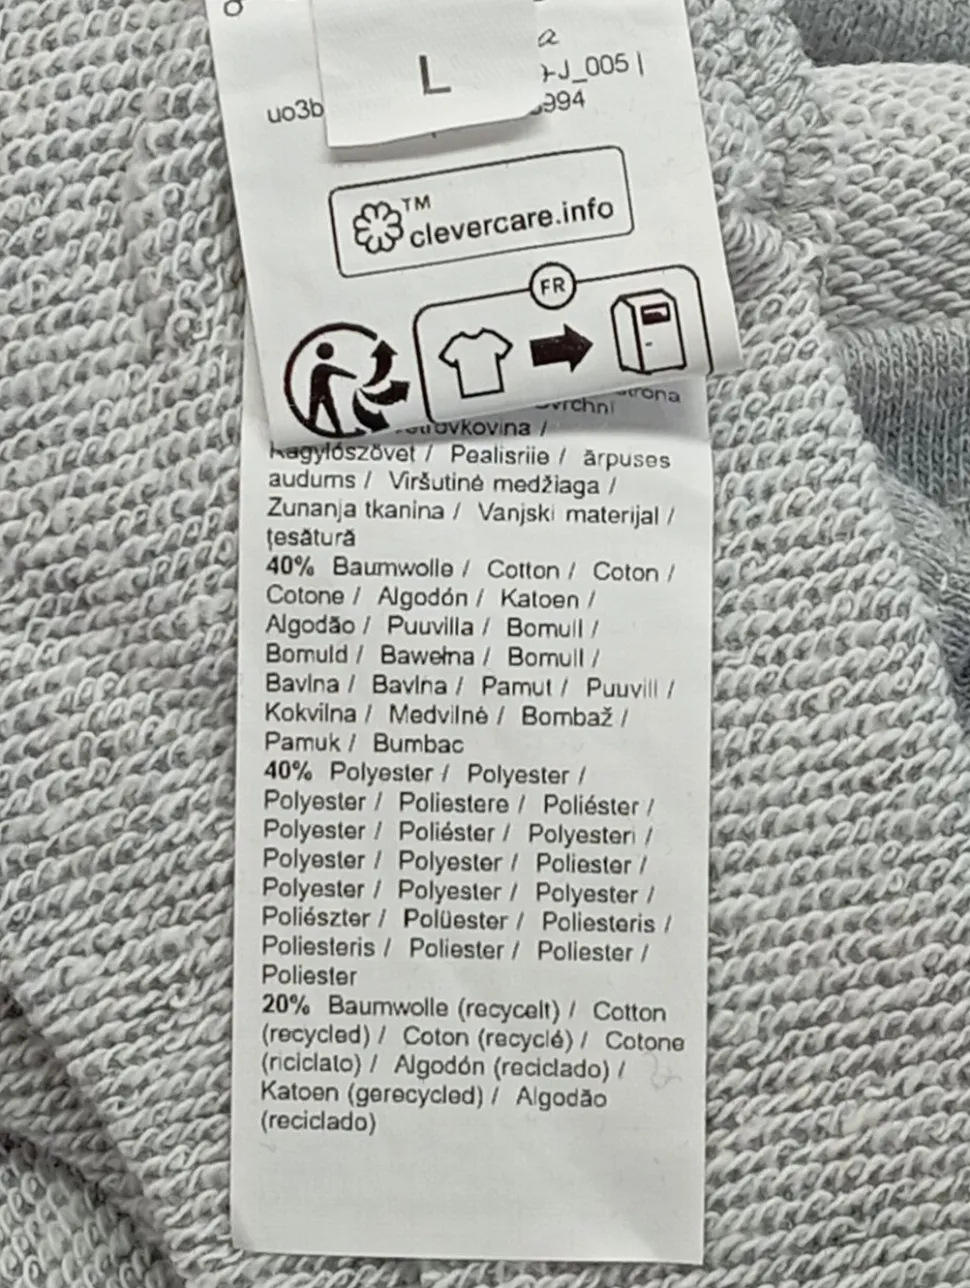 L
-J_005 |
uo3b
994
TM
clevercare.info
FR
strona
Kagylószövet / Pealisriie / ārpuses
audums / Viršutinė medžiaga /
Zunanja tkanina / Vanjski materijal /
țesătură
40% Baumwolle / Cotton / Coton /
Cotone / Algodón / Katoen /
Algodão / Puuvilla / Bomull /
Bomuld / Bawełna / Bomull /
Bavlna / Bavlna / Pamut / Puuvill /
Kokvilna / Medvilnė / Bombaž /
Pamuk / Bumbac
40% Polyester / Polyester /
Polyester / Poliestere / Poliéster /
Polyester / Poliéster / Polyesteri /
Polyester / Polyester / Poliester /
Polyester / Polyester / Polyester /
Poliészter / Polüester / Poliesteris /
Poliesteris / Poliester / Poliester /
Poliester
20% Baumwolle (recycelt) / Cotton
(recycled) / Coton (recyclé) / Cotone
(riciclato) / Algodón (reciclado) /
Katoen (gerecycled) / Algodão
(reciclado)